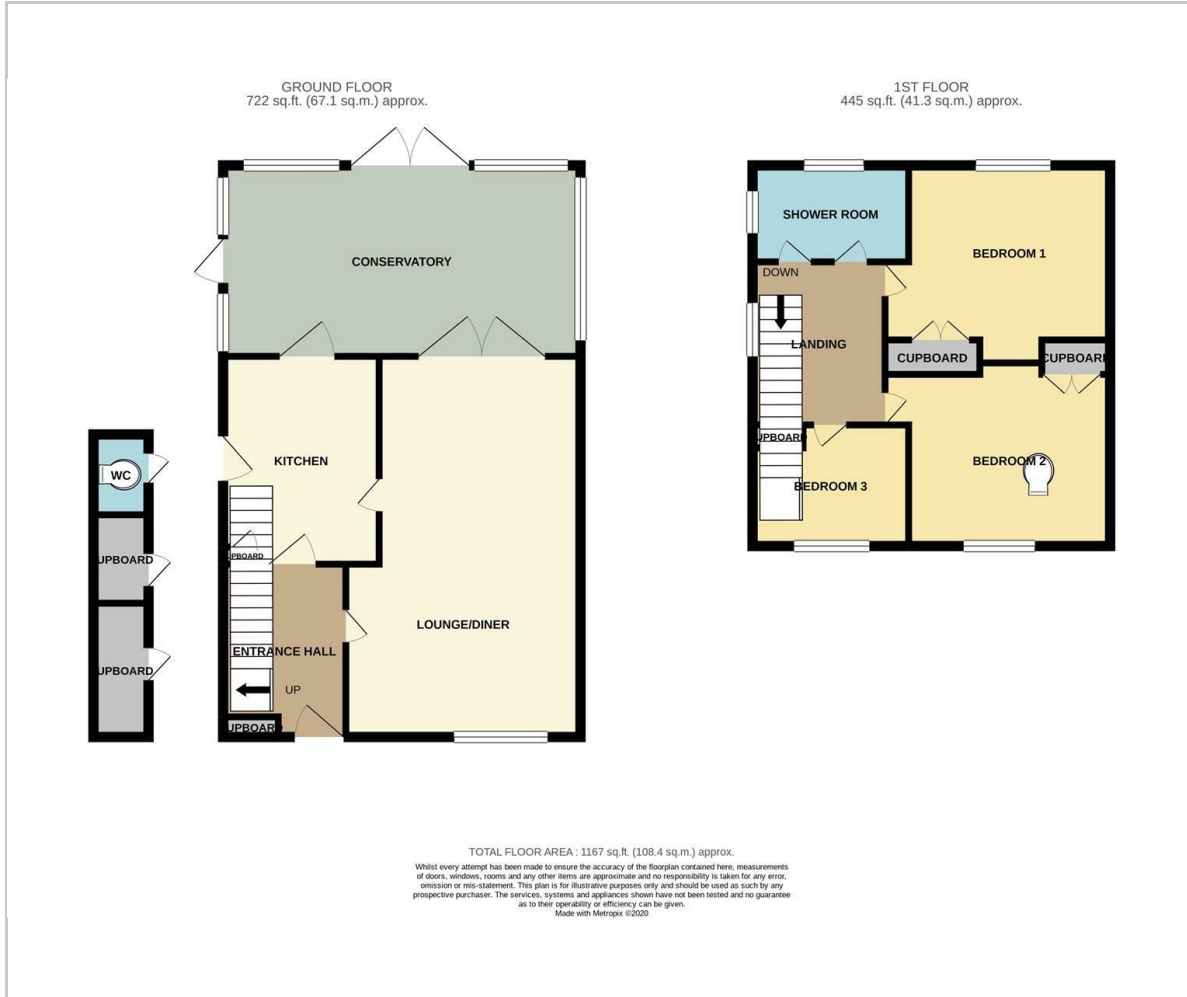 GROUND FLOOR
722 sq.ft. (67.1 sq.m.) approx.
1ST FLOOR
445 sq.ft. (41.3 sq.m.) approx.
CONSERVATORY
KITCHEN
WC
UPBOARD
UPBOARD
PBOARD
LOUNGE/DINER
ENTRANCE HALL
UP
UPBOARD
SHOWER ROOM
BEDROOM 1
DOWN
LANDING
CUPBOARD
CUPBOARD
UPBOARD
BEDROOM 2
BEDROOM 3
TOTAL FLOOR AREA : 1167 sq.ft. (108.4 sq.m.) approx.
Whilst every attempt has been made to ensure the accuracy of the floorplan contained here, measurements
of doors, windows, rooms and any other items are approximate and no responsibility is taken for any error,
omission or mis-statement. This plan is for illustrative purposes only and should be used as such by any
prospective purchaser. The services, systems and appliances shown have not been tested and no guarantee
as to their operability or efficiency can be given.
Made with Metropix ©2020